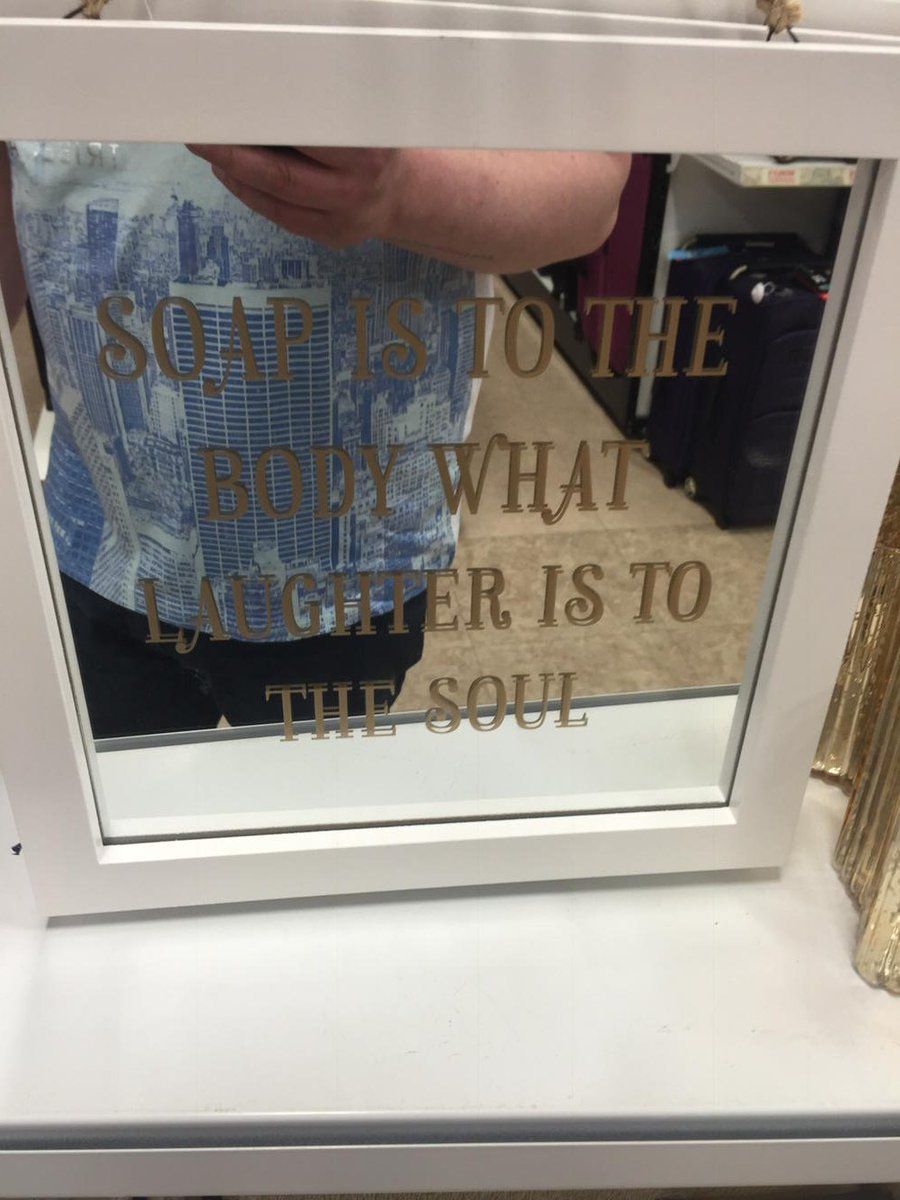 SOAP IS TO THE
BODY WHAT
LAUGHTER IS TO
THE SOUL